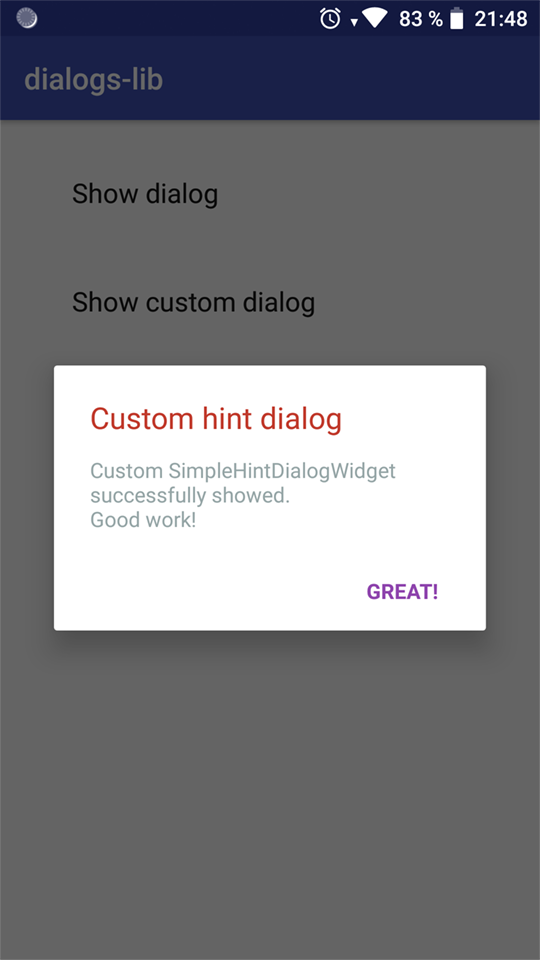 83 % 21:48
dialogs-lib
Show dialog
Show custom dialog
Custom hint dialog
Custom SimpleHintDialogWidget
successfully showed.
Good work!
GREAT!